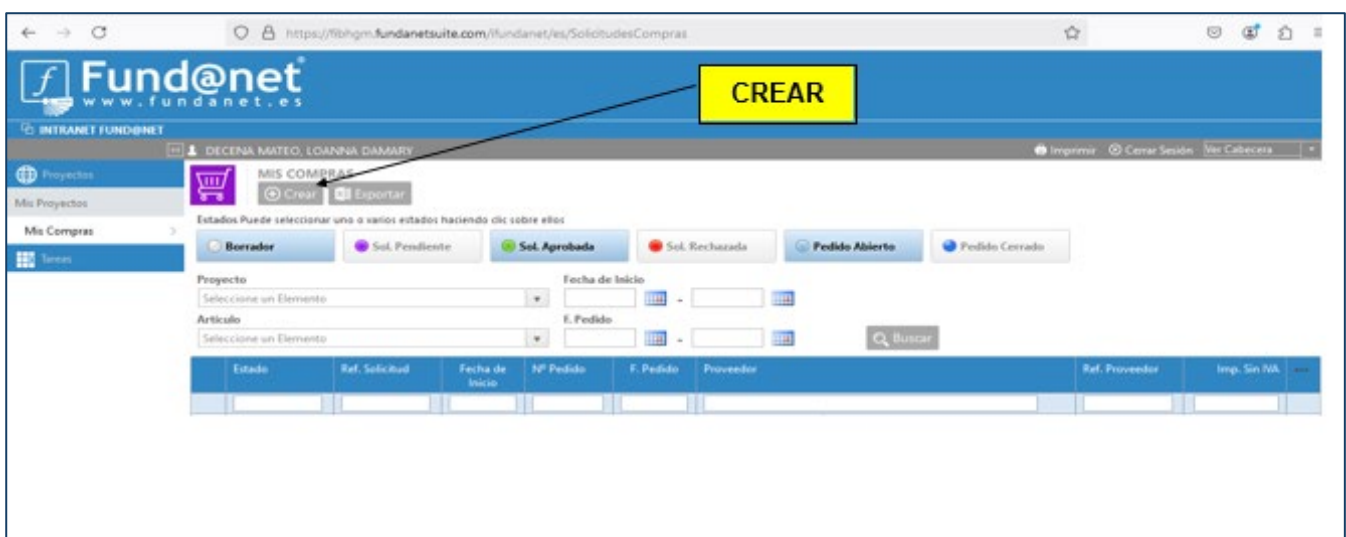 https://fibhgm.fundanetsuite.com/ifundanet/es/SolicitudesCompras
Fund@net
www.fundanet.es
CREAR
INTRANET FUND@NET
DECENA MATEO, LOANNA DAMARY
Imprimir Cerrar Sesión Ver Cabecera
Proyectos
MIS COMPRAS
Crear Exportar
Mis Proyectos
Estados Puede seleccionar uno o varios estados haciendo clic sobre ellos
Mis Compras
Borrador Sol. Pendiente Sol. Aprobada Sol. Rechazada Pedido Abierto Pedido Cerrado
Tareas
Proyecto Fecha de Inicio
Seleccione un Elemento - 
Artículo F. Pedido
Seleccione un Elemento - Buscar
Estado Ref. Solicitud Fecha de Inicio Nº Pedido F. Pedido Proveedor Ref. Proveedor Imp. Sin IVA